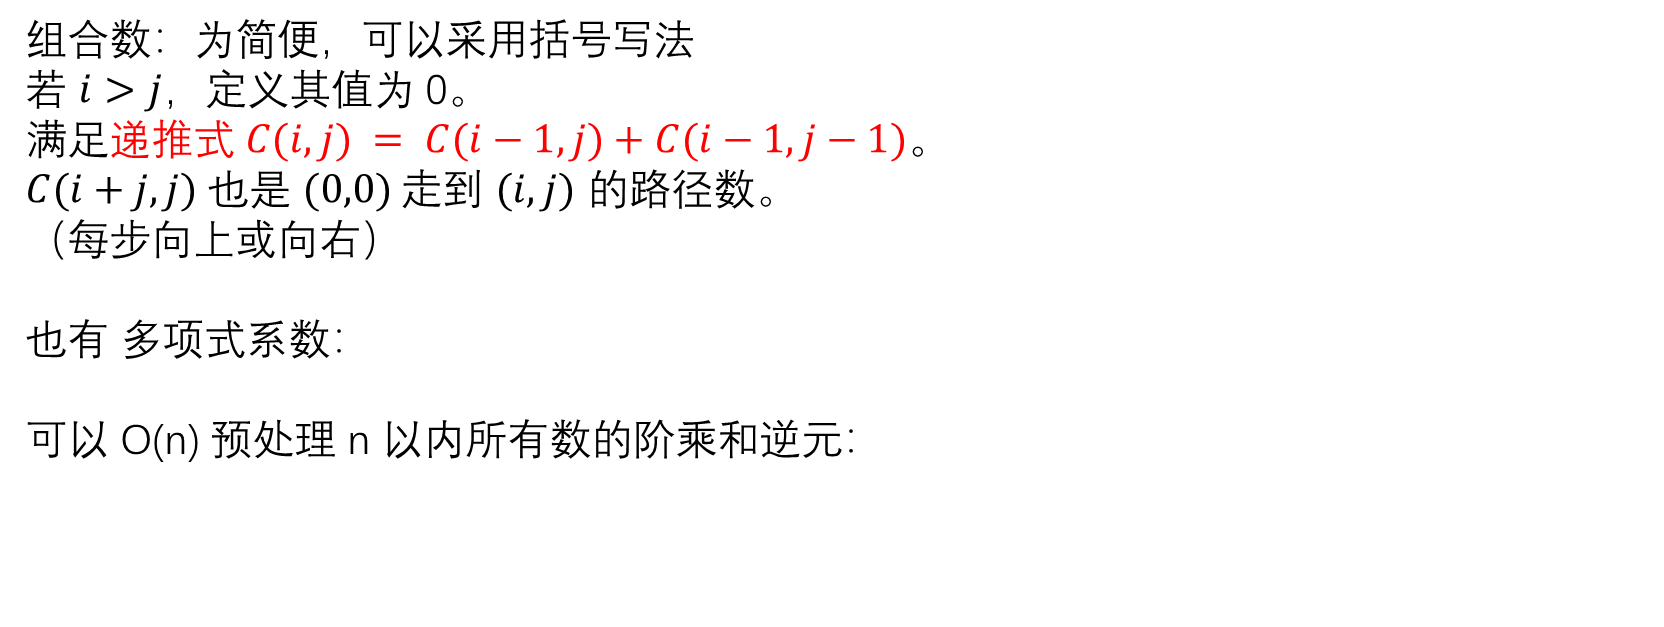 组合数：为简便，可以采用括号写法
若 i > j，定义其值为 0。
满足递推式 C(i,j) = C(i − 1,j) + C(i − 1,j − 1)。
C(i + j,j) 也是 (0,0) 走到 (i,j) 的路径数。
（每步向上或向右）
也有 多项式系数：
可以 O(n) 预处理 n 以内所有数的阶乘和逆元：